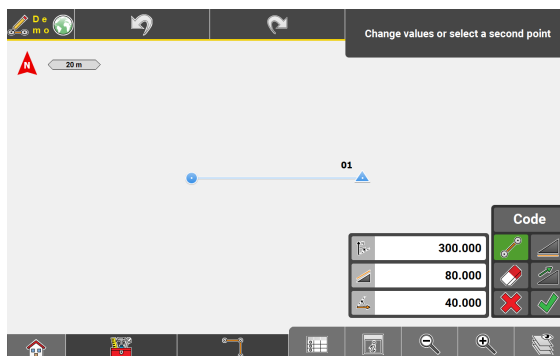 De
mo
Change values or select a second point
N
20 m
01
Code
300.000
80.000
40.000